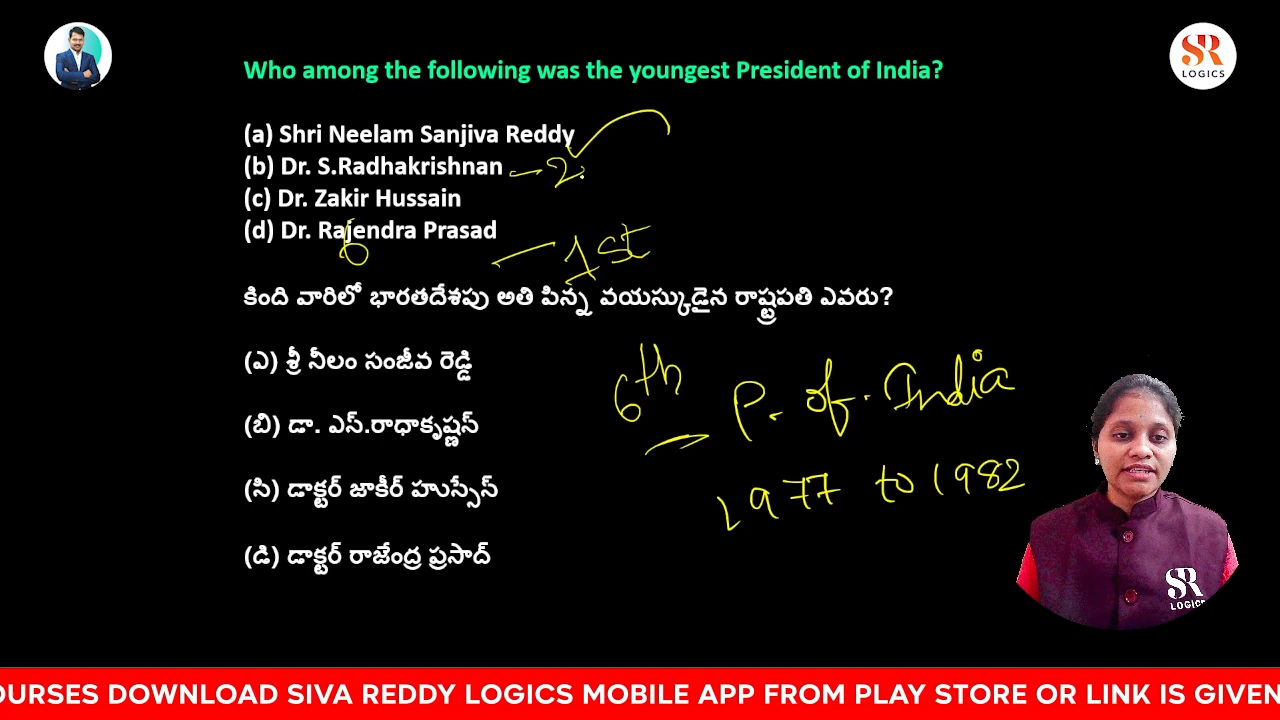 SR
LOGICS
Who among the following was the youngest President of India?
(a) Shri Neelam Sanjiva Reddy
(b) Dr. S.Radhakrishnan
2.
(c) Dr. Zakir Hussain
(d) Dr. Rajendra Prasad
6
1st
కింది వారిలో భారతదేశపు అతి పిన్న వయస్కుడైన రాష్ట్రపతి ఎవరు?
(ఎ) శ్రీ నీలం సంజీవ రెడ్డి
6th P. of. India
(బి) డా. ఎస్.రాధాకృష్ణన్
(సి) డాక్టర్ జాకీర్ హుస్సేన్
1977 to 1982
(డి) డాక్టర్ రాజేంద్ర ప్రసాద్
SR
LOGICS
OURSES DOWNLOAD SIVA REDDY LOGICS MOBILE APP FROM PLAY STORE OR LINK IS GIVEN